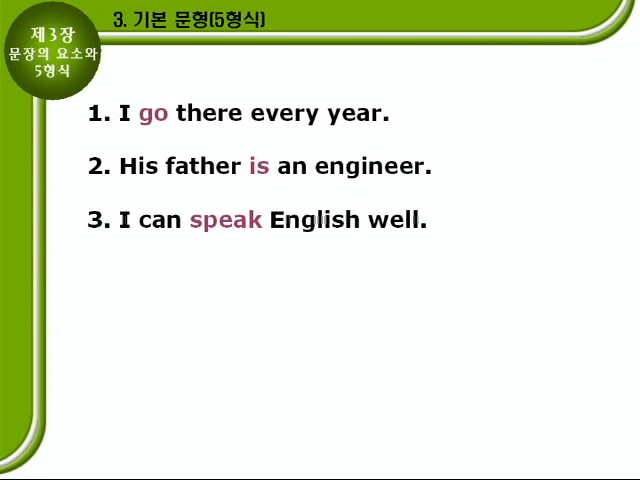 3. 기본 문형(5형식)
제3장
문장의 요소와
5형식
1. I go there every year.
2. His father is an engineer.
3. I can speak English well.